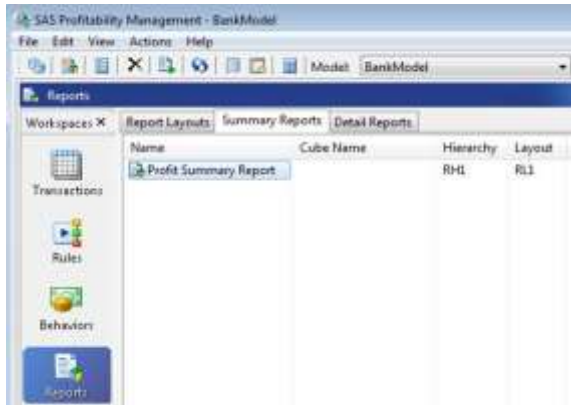 SAS Profitability Management - BankModel
File Edit View Actions Help
Model: BankModel
Reports
Workspaces × Report Layouts Summary Reports Detail Reports
Name Cube Name Hierarchy Layout
Profit Summary Report RH1 RL1
Transactions
Rules
Behaviors
Reports